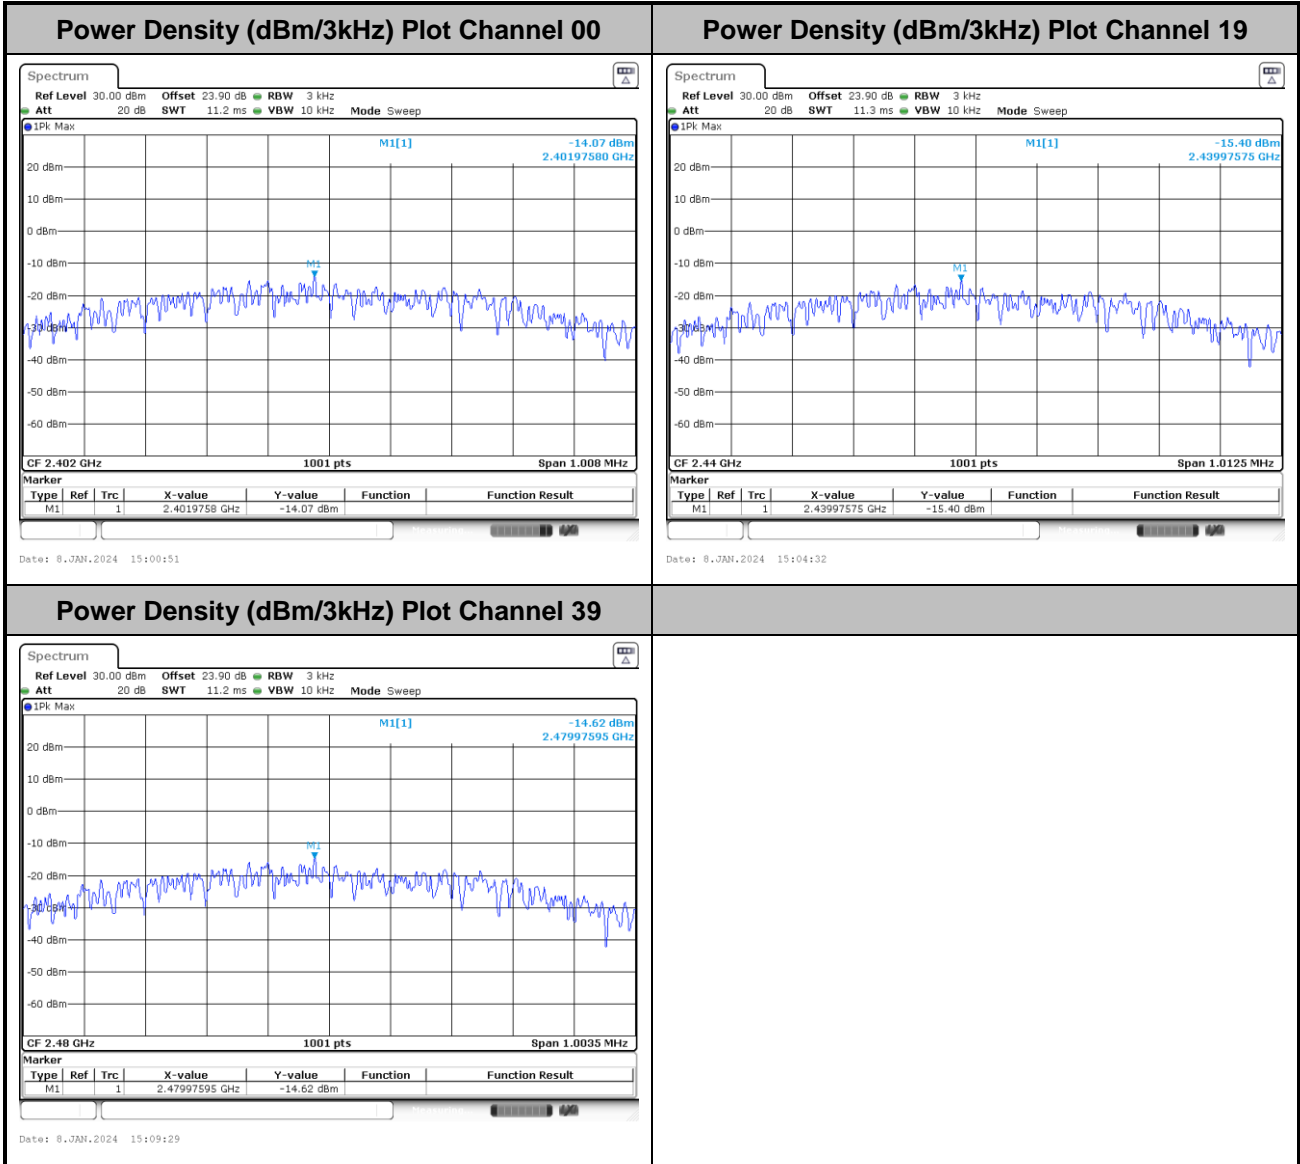 Power Density (dBm/3kHz) Plot Channel 00
Power Density (dBm/3kHz) Plot Channel 19
Spectrum
Ref Level 30.00 dBm Offset 23.90 dB RBW 3 kHz
Att 20 dB SWT 11.2 ms VBW 10 kHz Mode Sweep
1Pk Max
M1[1] -14.07 dBm
2.40197580 GHz
20 dBm
10 dBm
0 dBm
M1
-10 dBm
-20 dBm
-30 dBm
-40 dBm
-50 dBm
-60 dBm
CF 2.402 GHz 1001 pts Span 1.008 MHz
Marker
Type Ref Trc X-value Y-value Function Function Result
M1 1 2.4019758 GHz -14.07 dBm
Date: 8.JAN.2024 15:00:51
Spectrum
Ref Level 30.00 dBm Offset 23.90 dB RBW 3 kHz
Att 20 dB SWT 11.3 ms VBW 10 kHz Mode Sweep
1Pk Max
M1[1] -15.40 dBm
2.43997575 GHz
20 dBm
10 dBm
0 dBm
-10 dBm
M1
-20 dBm
-30 dBm
-40 dBm
-50 dBm
-60 dBm
CF 2.44 GHz 1001 pts Span 1.0125 MHz
Marker
Type Ref Trc X-value Y-value Function Function Result
M1 1 2.43997575 GHz -15.40 dBm
Measuring...
Date: 8.JAN.2024 15:04:32
Power Density (dBm/3kHz) Plot Channel 39
Spectrum
Ref Level 30.00 dBm Offset 23.90 dB RBW 3 kHz
Att 20 dB SWT 11.2 ms VBW 10 kHz Mode Sweep
1Pk Max
M1[1] -14.62 dBm
2.47997595 GHz
20 dBm
10 dBm
0 dBm
-10 dBm
M1
-20 dBm
-30 dBm
-40 dBm
-50 dBm
-60 dBm
CF 2.48 GHz 1001 pts Span 1.0035 MHz
Marker
Type Ref Trc X-value Y-value Function Function Result
M1 1 2.47997595 GHz -14.62 dBm
Measuring...
Date: 8.JAN.2024 15:09:29